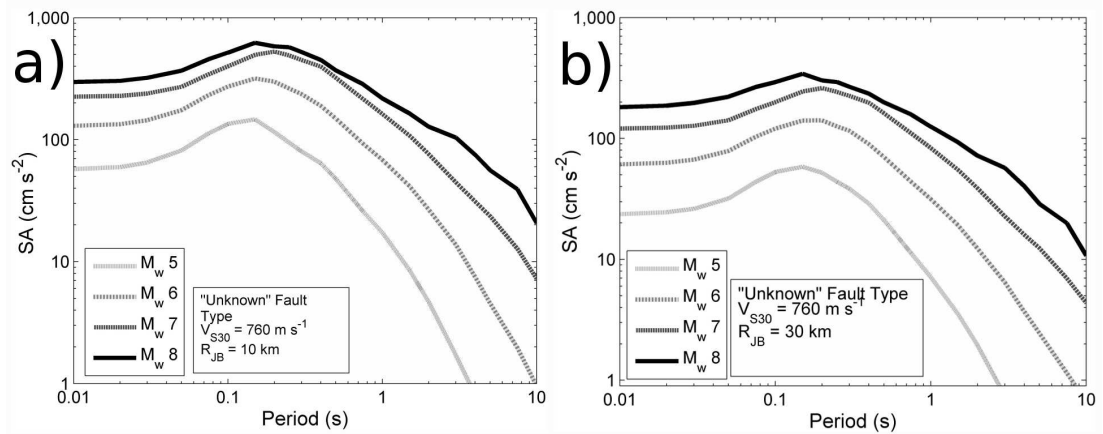 a)
1,000
100
10
1
SA (cm s-2)
0.01
0.1
1
10
Period (s)
Mw 5
Mw 6
Mw 7
Mw 8
"Unknown" Fault
Type
VS30 = 760 m s-1
RJB = 10 km
b)
1,000
100
10
1
SA (cm s-2)
0.01
0.1
1
10
Period (s)
Mw 5
Mw 6
Mw 7
Mw 8
"Unknown" Fault Type
VS30 = 760 m s-1
RJB = 30 km